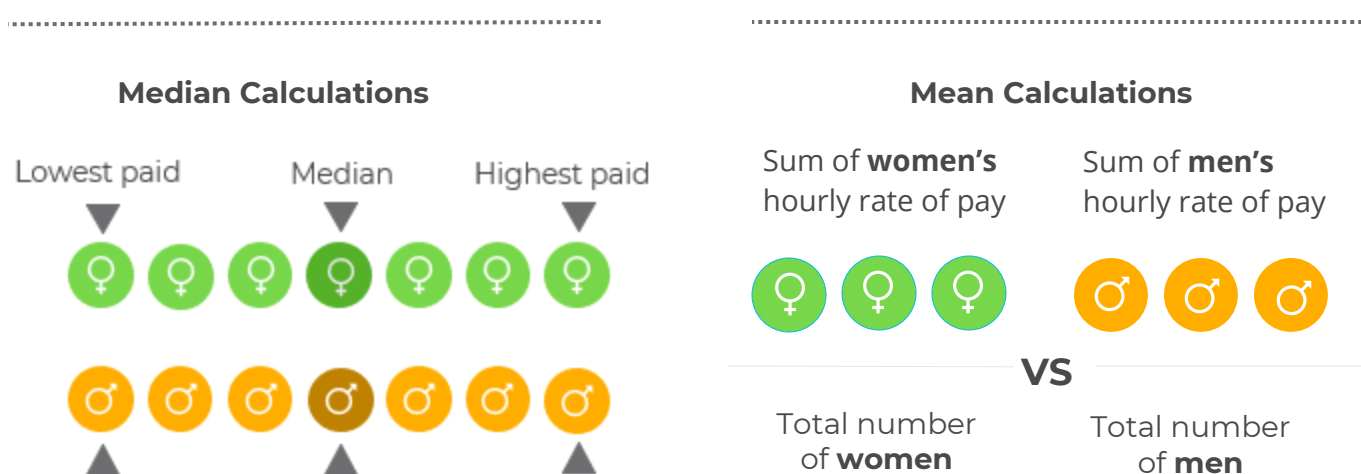 Median Calculations
Lowest paid
Median
Highest paid
Mean Calculations
Sum of women's
hourly rate of pay
Sum of men's
hourly rate of pay
VS
Total number
of women
Total number
of men